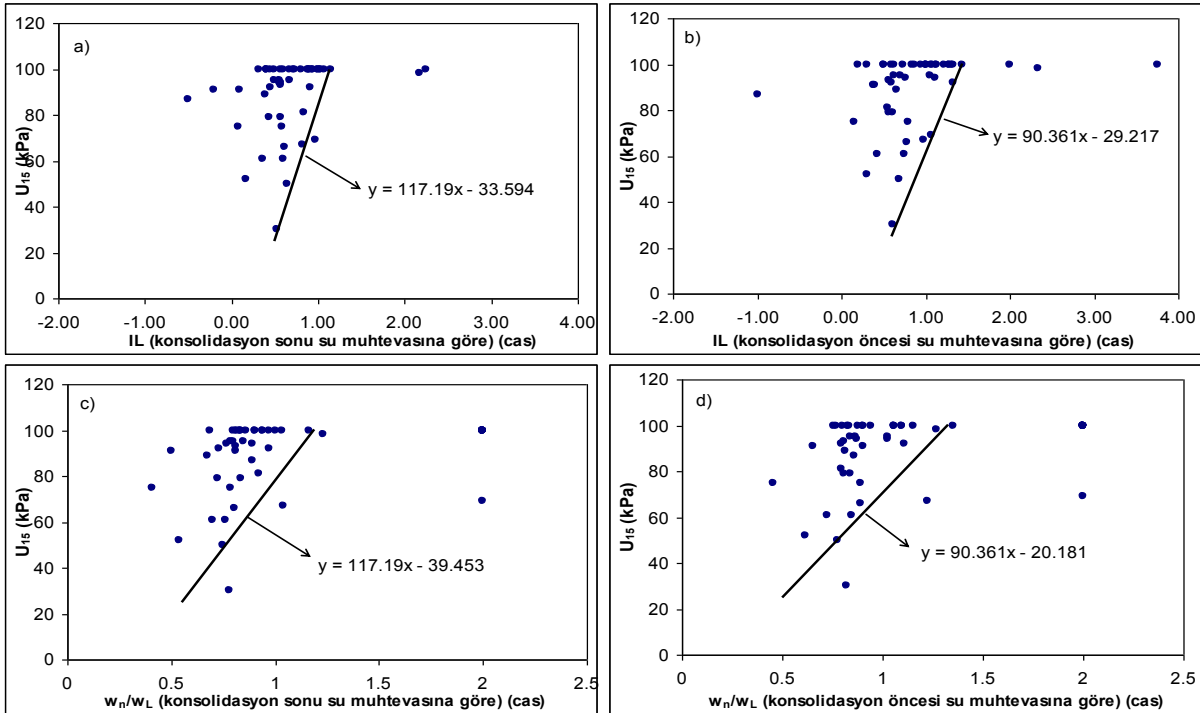 a)
120
100
80
60
40
20
0
U15 (kPa)
y = 117.19x - 33.594
-2.00 -1.00 0.00 1.00 2.00 3.00 4.00
IL (konsolidasyon sonu su muhtevasına göre) (cas)
b)
120
100
80
60
40
20
0
U15 (kPa)
y = 90.361x - 29.217
-2.00 -1.00 0.00 1.00 2.00 3.00 4.00
IL (konsolidasyon öncesi su muhtevasına göre) (cas)
c)
120
100
80
60
40
20
0
U15 (kPa)
y = 117.19x - 39.453
0 0.5 1 1.5 2 2.5
wn/wL (konsolidasyon sonu su muhtevasına göre) (cas)
d)
120
100
80
60
40
20
0
U15 (kPa)
y = 90.361x - 20.181
0 0.5 1 1.5 2 2.5
wn/wL (konsolidasyon öncesi su muhtevasına göre) (cas)